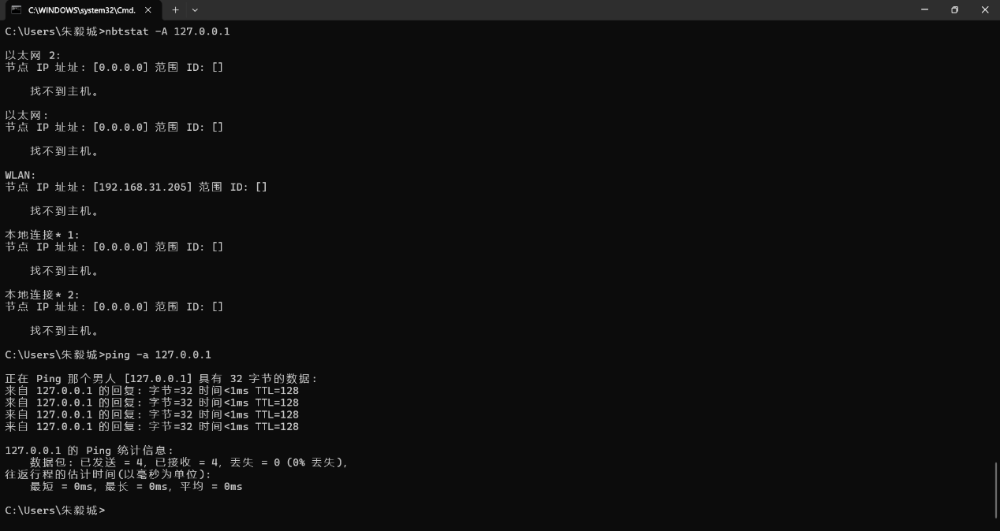 C:\WINDOWS\system32\Cmd.
C:\Users\朱毅城>nbtstat -A 127.0.0.1
以太网 2:
节点 IP 址址: [0.0.0.0] 范围 ID: []
找不到主机。
以太网:
节点 IP 址址: [0.0.0.0] 范围 ID: []
找不到主机。
WLAN:
节点 IP 址址: [192.168.31.205] 范围 ID: []
找不到主机。
本地连接* 1:
节点 IP 址址: [0.0.0.0] 范围 ID: []
找不到主机。
本地连接* 2:
节点 IP 址址: [0.0.0.0] 范围 ID: []
找不到主机。
C:\Users\朱毅城>ping -a 127.0.0.1
正在 Ping 那个男人 [127.0.0.1] 具有 32 字节的数据:
来自 127.0.0.1 的回复: 字节=32 时间<1ms TTL=128
来自 127.0.0.1 的回复: 字节=32 时间<1ms TTL=128
来自 127.0.0.1 的回复: 字节=32 时间<1ms TTL=128
来自 127.0.0.1 的回复: 字节=32 时间<1ms TTL=128
127.0.0.1 的 Ping 统计信息:
数据包: 已发送 = 4, 已接收 = 4, 丢失 = 0 (0% 丢失),
往返行程的估计时间(以毫秒为单位):
最短 = 0ms, 最长 = 0ms, 平均 = 0ms
C:\Users\朱毅城>